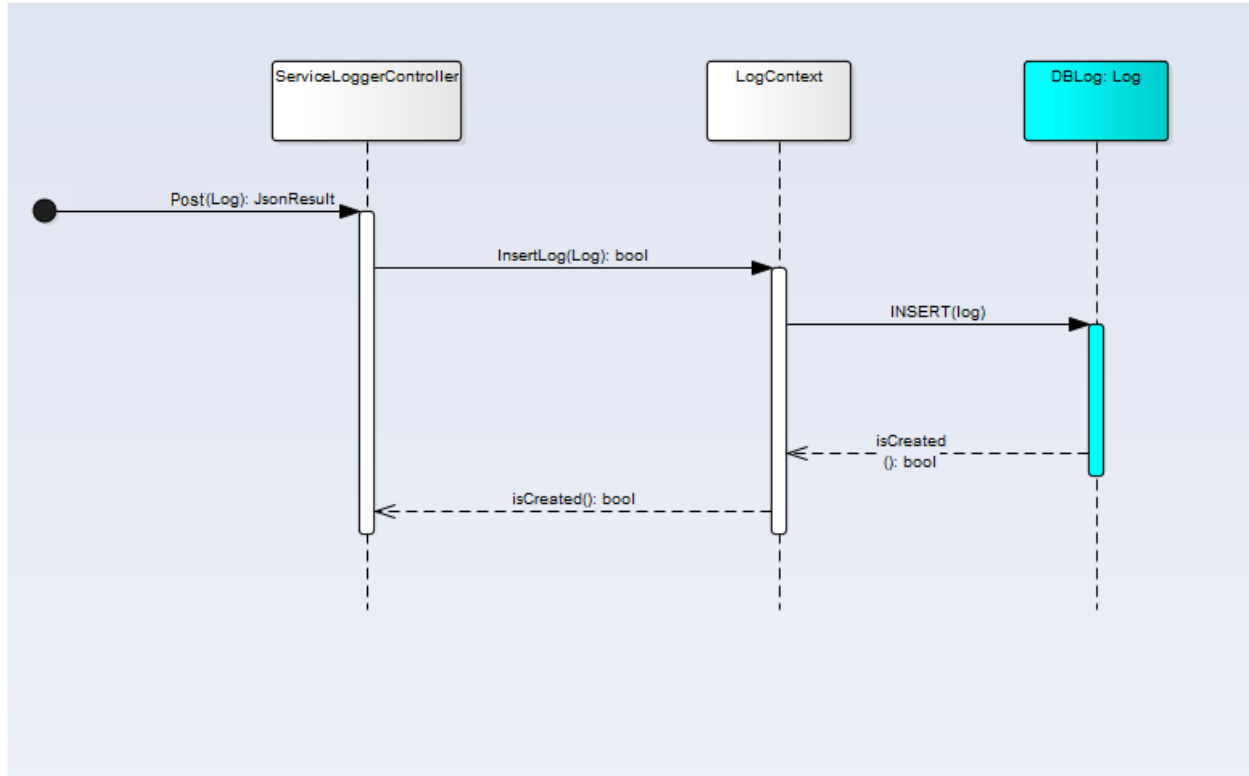 ServiceLoggerController
LogContext
DBLog: Log
Post(Log): JsonResult
InsertLog(Log): bool
INSERT(log)
isCreated
(): bool
isCreated(): bool